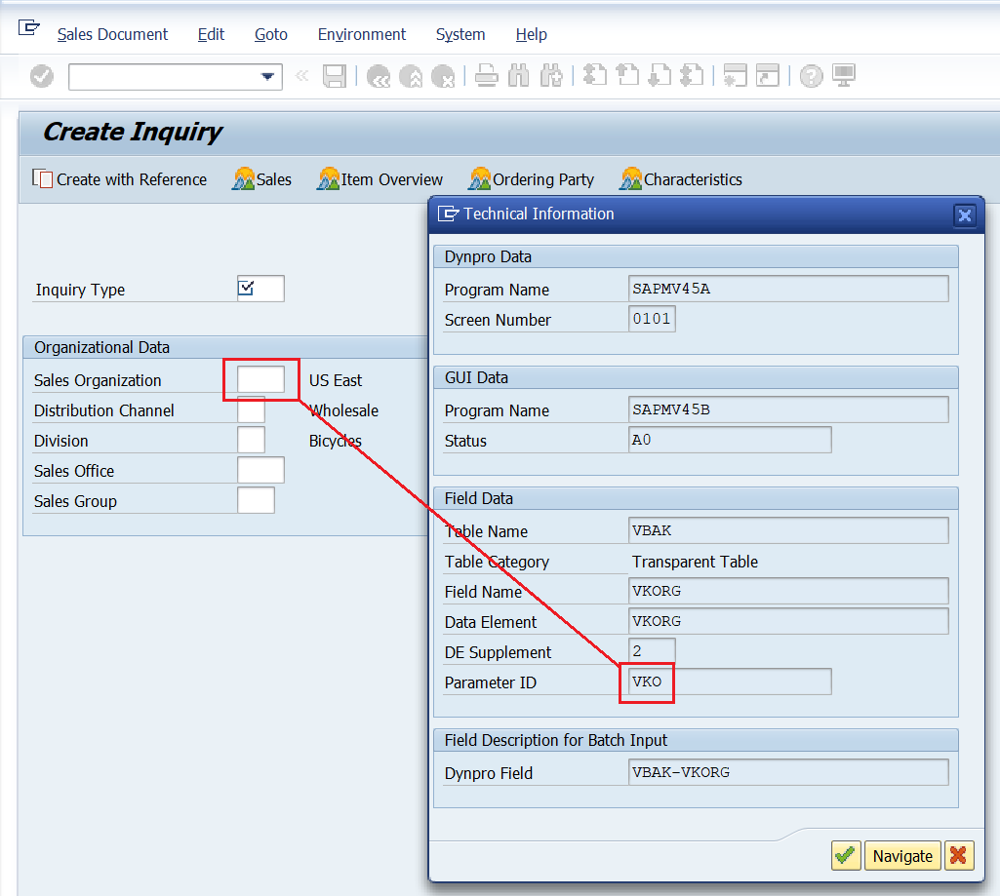 Sales Document Edit Goto Environment System Help
Create Inquiry
Create with Reference Sales Item Overview Ordering Party Characteristics
Inquiry Type
Organizational Data
Sales Organization US East
Distribution Channel Wholesale
Division Bicycles
Sales Office
Sales Group
Technical Information
Dynpro Data
Program Name SAPMV45A
Screen Number 0101
GUI Data
Program Name SAPMV45B
Status A0
Field Data
Table Name VBAK
Table Category Transparent Table
Field Name VKORG
Data Element VKORG
DE Supplement 2
Parameter ID VKO
Field Description for Batch Input
Dynpro Field VBAK-VKORG
Navigate